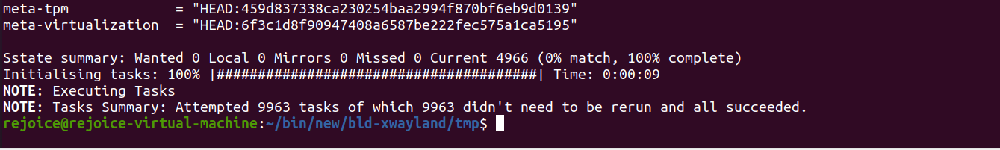 meta-tpm = "HEAD:459d837338ca230254baa2994f870bf6eb9d0139"
meta-virtualization = "HEAD:6f3c1d8f90947408a6587be222fec575a1ca5195"
Sstate summary: Wanted 0 Local 0 Mirrors 0 Missed 0 Current 4966 (0% match, 100% complete)
Initialising tasks: 100% |#######################################| Time: 0:00:09
NOTE: Executing Tasks
NOTE: Tasks Summary: Attempted 9963 tasks of which 9963 didn't need to be rerun and all succeeded.
rejoice@rejoice-virtual-machine:~/bin/new/bld-xwayland/tmp$